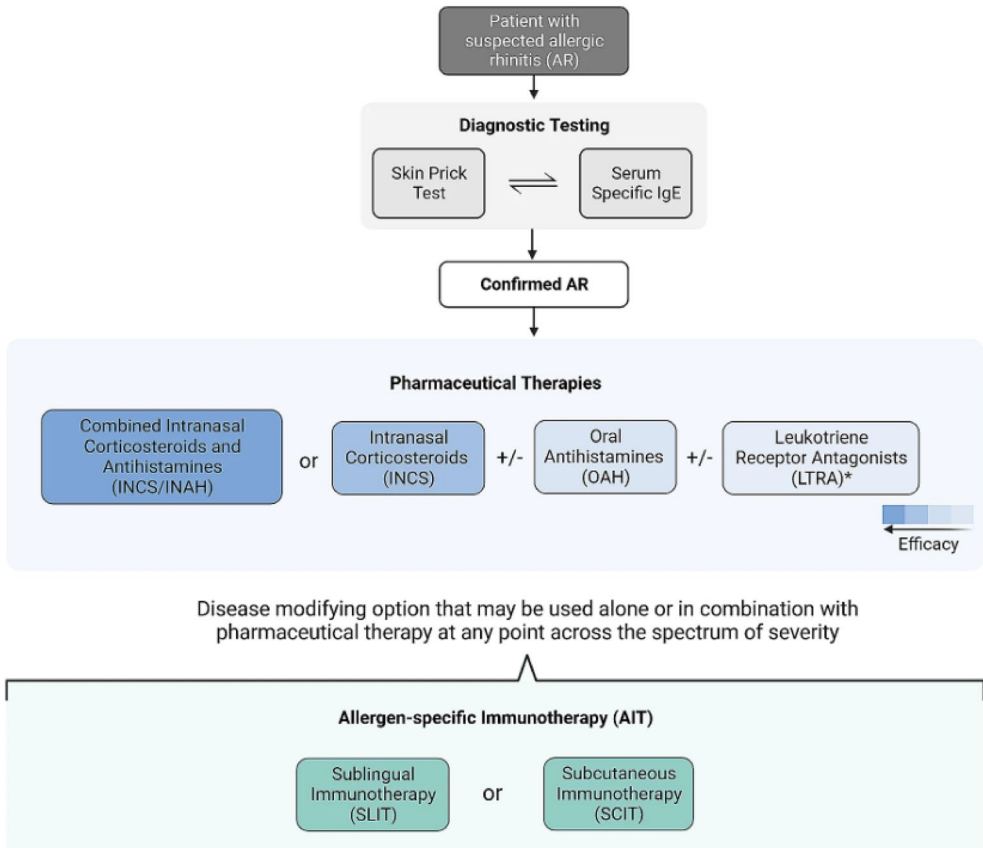 Patient with
suspected allergic
rhinitis (AR)
Diagnostic Testing
Skin Prick
Test
Serum
Specific IgE
Confirmed AR
Pharmaceutical Therapies
Combined Intranasal
Corticosteroids and
Antihistamines
(INCS/INAH)
or
Intranasal
Corticosteroids
(INCS)
+/-
Oral
Antihistamines
(OAH)
+/-
Leukotriene
Receptor Antagonists
(LTRA)*
Efficacy
Disease modifying option that may be used alone or in combination with
pharmaceutical therapy at any point across the spectrum of severity
Allergen-specific Immunotherapy (AIT)
Sublingual
Immunotherapy
(SLIT)
or
Subcutaneous
Immunotherapy
(SCIT)